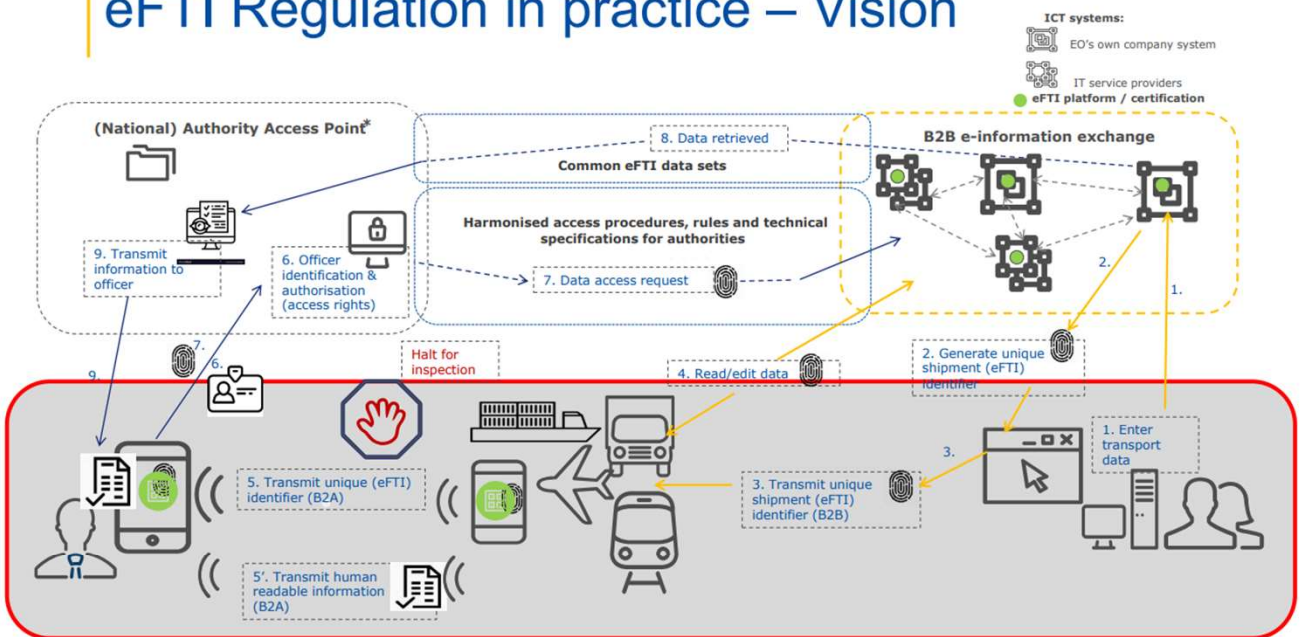 eFTI Regulation in practice – Vision
ICT systems:
EO's own company system
IT service providers
eFTI platform / certification
(National) Authority Access Point*
8. Data retrieved
Common eFTI data sets
B2B e-information exchange
Harmonised access procedures, rules and technical
specifications for authorities
9. Transmit
information to
officer
6. Officer
identification &
authorisation
(access rights)
7. Data access request
2.
1.
7.
6.
9.
Halt for
inspection
4. Read/edit data
2. Generate unique
shipment (eFTI)
identifier
1. Enter
transport
data
3.
5. Transmit unique (eFTI)
identifier (B2A)
3. Transmit unique
shipment (eFTI)
identifier (B2B)
5'. Transmit human
readable information
(B2A)